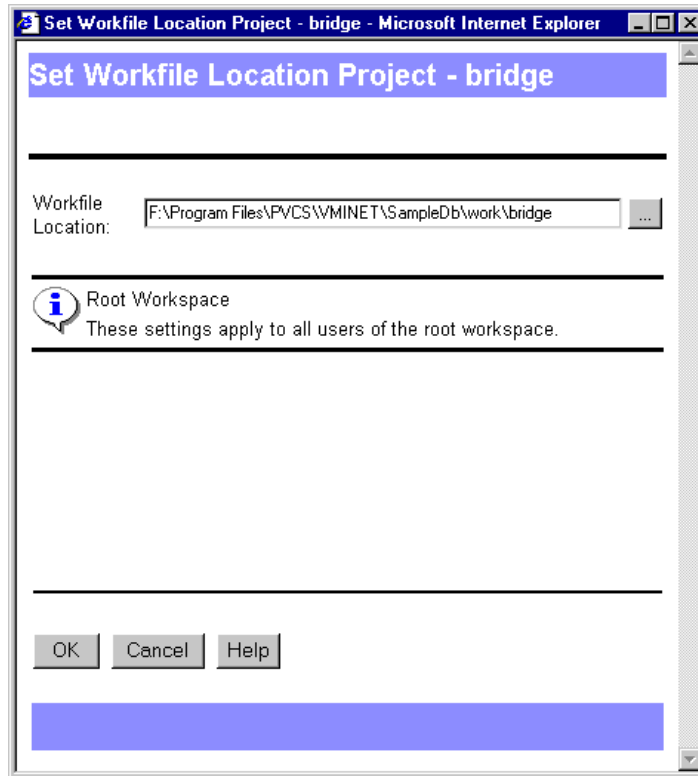 Set Workfile Location Project - bridge - Microsoft Internet Explorer
Set Workfile Location Project - bridge
Workfile
Location:
F:\Program Files\PVCS\VMINET\SampleDb\work\bridge
...
Root Workspace
These settings apply to all users of the root workspace.
OK Cancel Help